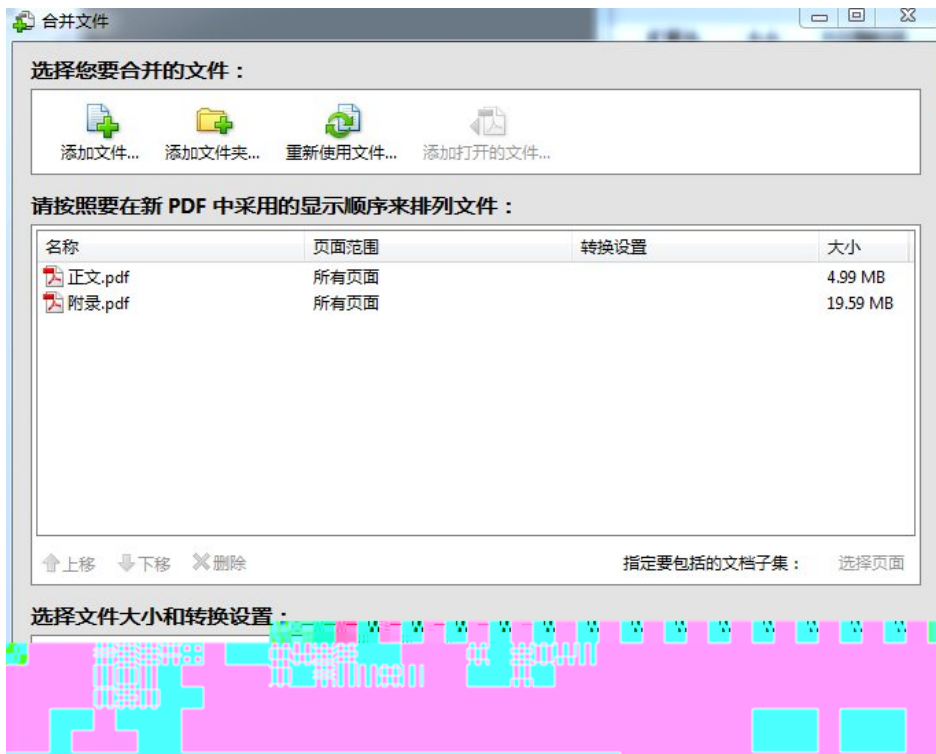 合并文件
选择您要合并的文件：
添加文件... 添加文件夹... 重新使用文件... 添加打开的文件...
请按照要在新 PDF 中采用的显示顺序来排列文件：
名称 页面范围 转换设置 大小
正文.pdf 所有页面 4.99 MB
附录.pdf 所有页面 19.59 MB
上移 下移 删除 指定要包括的文档子集： 选择页面
选择文件大小和转换设置：